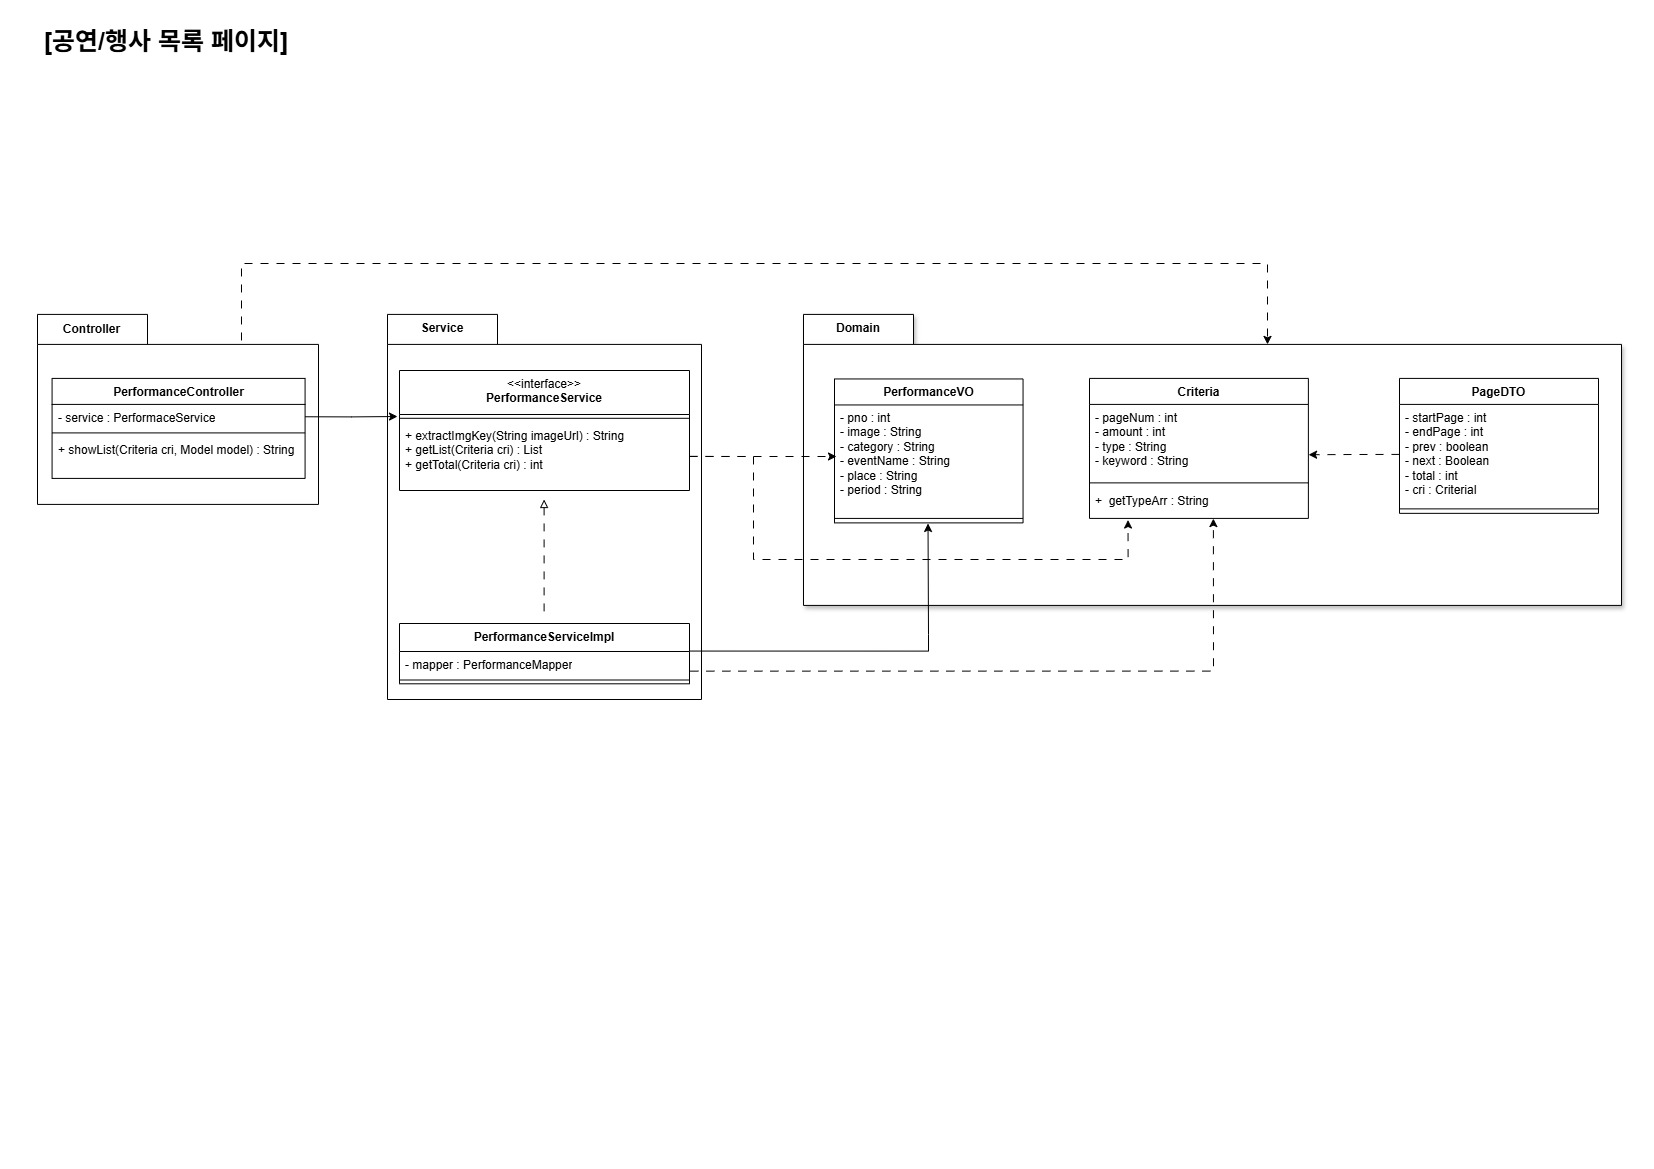 [공연/행사 목록 페이지]
Controller
PerformanceController
- service : PerformaceService
+ showList(Criteria cri, Model model) : String
Service
<<interface>>
PerformanceService
+ extractImgKey(String imageUrl) : String
+ getList(Criteria cri) : List
+ getTotal(Criteria cri) : int
PerformanceServiceImpl
- mapper : PerformanceMapper
Domain
PerformanceVO
- pno : int
- image : String
- category : String
- eventName : String
- place : String
- period : String
Criteria
- pageNum : int
- amount : int
- type : String
- keyword : String
+ getTypeArr : String
PageDTO
- startPage : int
- endPage : int
- prev : boolean
- next : Boolean
- total : int
- cri : Criterial